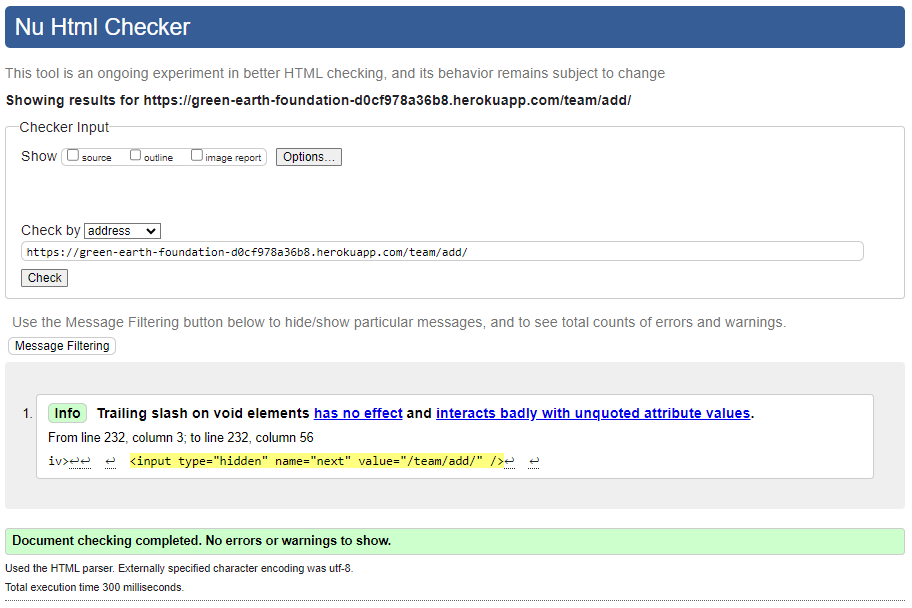 Nu Html Checker
This tool is an ongoing experiment in better HTML checking, and its behavior remains subject to change
Showing results for https://green-earth-foundation-d0cf978a36b8.herokuapp.com/team/add/
Checker Input
Show source outline image report Options...
Check by address
https://green-earth-foundation-d0cf978a36b8.herokuapp.com/team/add/
Check
Use the Message Filtering button below to hide/show particular messages, and to see total counts of errors and warnings.
Message Filtering
1. Info Trailing slash on void elements has no effect and interacts badly with unquoted attribute values.
From line 232, column 3; to line 232, column 56
iv>↩↩ ↩ <input type="hidden" name="next" value="/team/add/" />↩ ↩
Document checking completed. No errors or warnings to show.
Used the HTML parser. Externally specified character encoding was utf-8.
Total execution time 300 milliseconds.